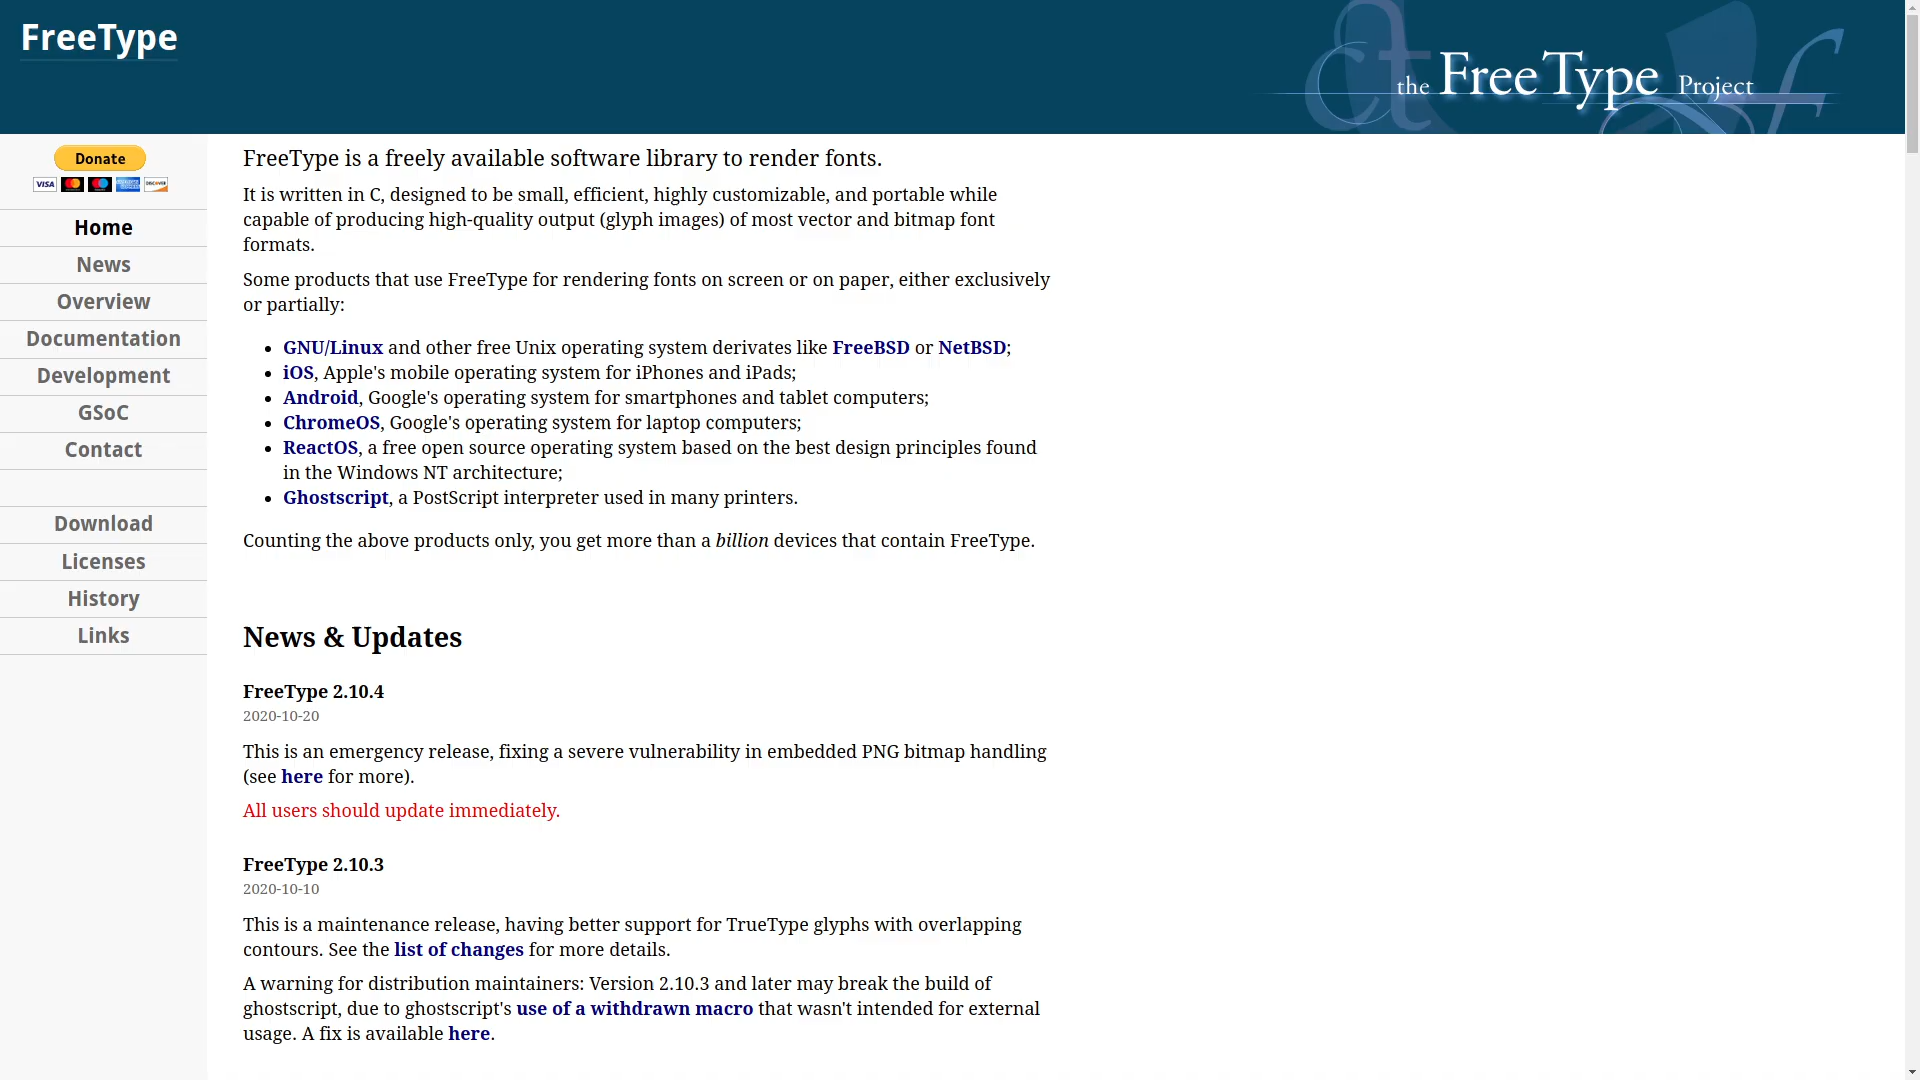 FreeType
the FreeType Project
Donate
VISA
DISCOVER
Home
News
Overview
Documentation
Development
GSoC
Contact
Download
Licenses
History
Links
FreeType is a freely available software library to render fonts.
It is written in C, designed to be small, efficient, highly customizable, and portable while
capable of producing high-quality output (glyph images) of most vector and bitmap font
formats.
Some products that use FreeType for rendering fonts on screen or on paper, either exclusively
or partially:
• GNU/Linux and other free Unix operating system derivates like FreeBSD or NetBSD;
• iOS, Apple's mobile operating system for iPhones and iPads;
• Android, Google's operating system for smartphones and tablet computers;
• ChromeOS, Google's operating system for laptop computers;
• ReactOS, a free open source operating system based on the best design principles found
in the Windows NT architecture;
• Ghostscript, a PostScript interpreter used in many printers.
Counting the above products only, you get more than a billion devices that contain FreeType.
News & Updates
FreeType 2.10.4
2020-10-20
This is an emergency release, fixing a severe vulnerability in embedded PNG bitmap handling
(see here for more).
All users should update immediately.
FreeType 2.10.3
2020-10-10
This is a maintenance release, having better support for TrueType glyphs with overlapping
contours. See the list of changes for more details.
A warning for distribution maintainers: Version 2.10.3 and later may break the build of
ghostscript, due to ghostscript's use of a withdrawn macro that wasn't intended for external
usage. A fix is available here.